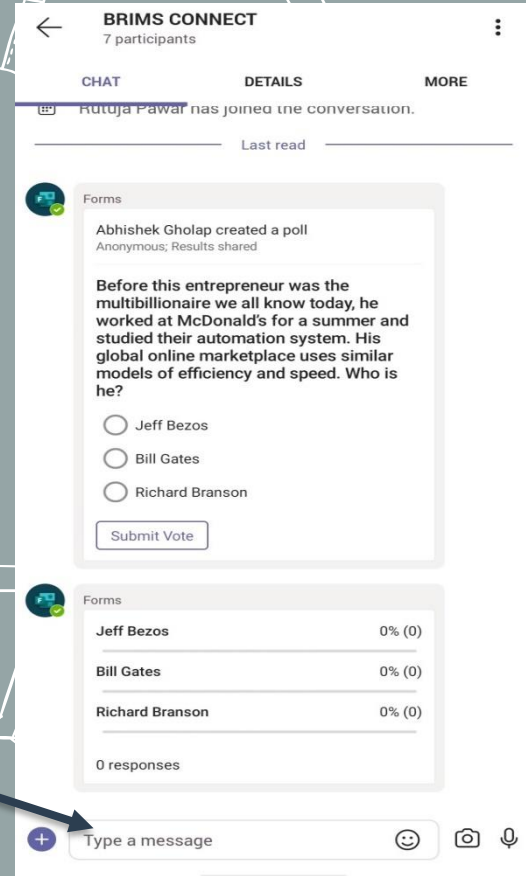 BRIMS CONNECT
7 participants
CHAT DETAILS MORE
Rutuja Pawar has joined the conversation.
Last read
Forms
Abhishek Gholap created a poll
Anonymous; Results shared
Before this entrepreneur was the
multibillionaire we all know today, he
worked at McDonald's for a summer and
studied their automation system. His
global online marketplace uses similar
models of efficiency and speed. Who is
he?
Jeff Bezos
Bill Gates
Richard Branson
Submit Vote
Forms
Jeff Bezos 0% (0)
Bill Gates 0% (0)
Richard Branson 0% (0)
0 responses
Type a message